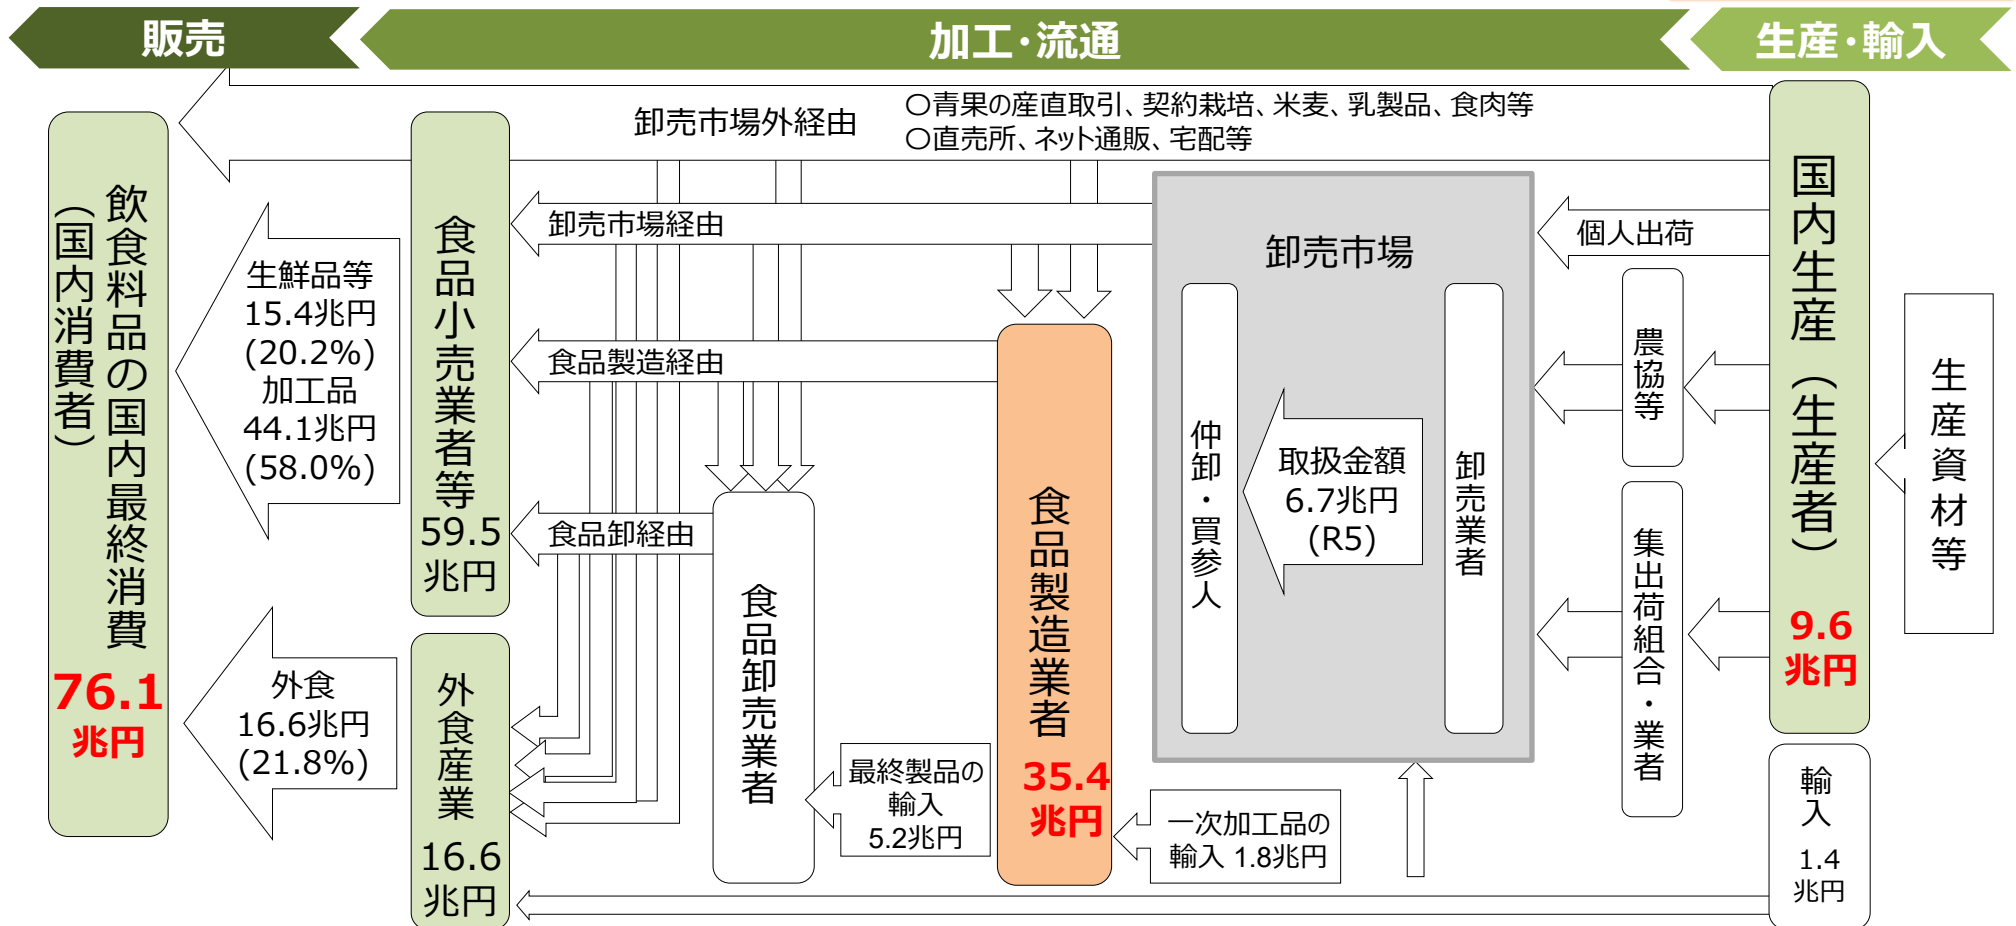 販売
加工・流通
生産・輸入
卸売市場外経由
○青果の産直取引、契約栽培、米麦、乳製品、食肉等
○直売所、ネット通販、宅配等
飲食料品の国内最終消費
（国内消費者）
76.1
兆円
生鮮品等
15.4兆円
(20.2%)
加工品
44.1兆円
(58.0%)
外食
16.6兆円
(21.8%)
食品小売業者等
59.5
兆円
外食産業
16.6
兆円
卸売市場経由
食品製造経由
食品卸経由
食品卸売業者
最終製品の
輸入
5.2兆円
食品製造業者
35.4
兆円
一次加工品の
輸入 1.8兆円
卸売市場
仲卸・買参人
取扱金額
6.7兆円
(R5)
卸売業者
個人出荷
農協等
集出荷組合・業者
国内生産（生産者）
9.6
兆円
輸入
1.4
兆円
生産資材等